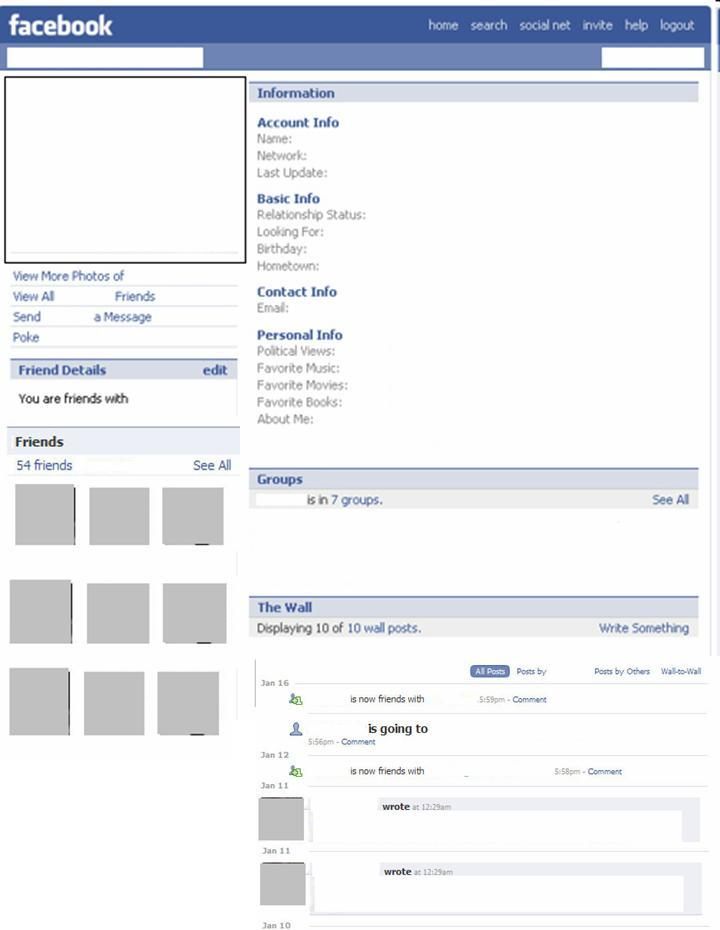 facebook
home search social net invite help logout
View More Photos of
View All Friends
Send a Message
Poke
Friend Details edit
You are friends with
Friends
54 friends See All
Information
Account Info
Name:
Network:
Last Update:
Basic Info
Relationship Status:
Looking For:
Birthday:
Hometown:
Contact Info
Email:
Personal Info
Political Views:
Favorite Music:
Favorite Movies:
Favorite Books:
About Me:
Groups
is in 7 groups. See All
The Wall
Displaying 10 of 10 wall posts. Write Something
All Posts Posts by Posts by Others Wall-to-Wall
Jan 16
is now friends with .5:59pm - Comment
is going to
5:56pm - Comment
Jan 12
is now friends with 5:58pm - Comment
Jan 11
wrote at 12:29am
Jan 11
wrote at 12:29am
Jan 10